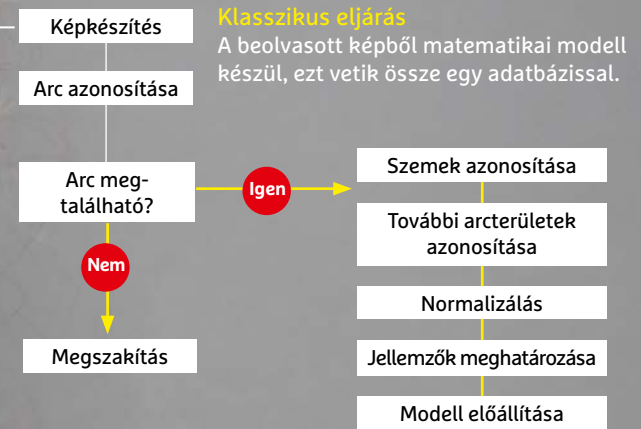 Klasszikus eljárás
A beolvasott képből matematikai modell
készül, ezt vetik össze egy adatbázissal.
Képkészítés
Arc azonosítása
Arc meg-
található?
Igen
Nem
Megszakítás
Szemek azonosítása
További arcterületek
azonosítása
Normalizálás
Jellemzők meghatározása
Modell előállítása